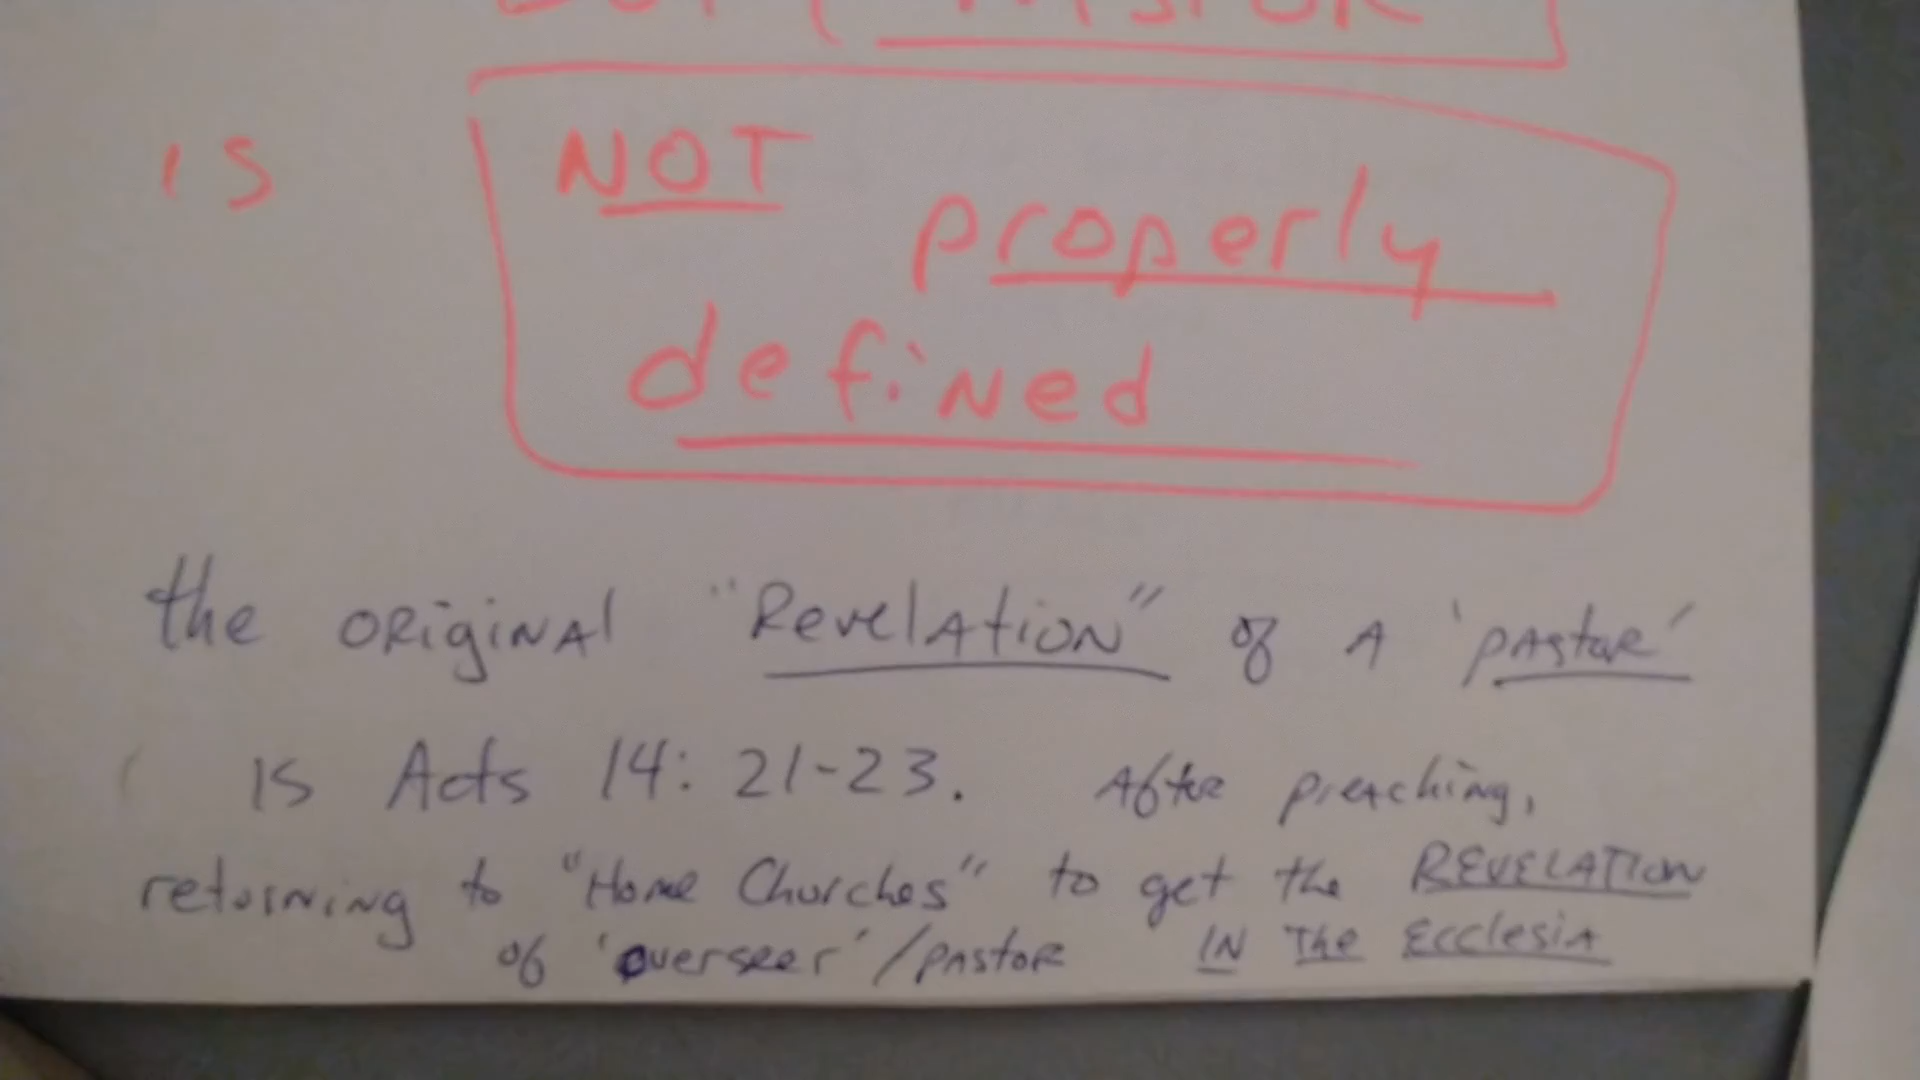 PASTOR
is
NOT
properly
defined
the original "Revelation" of A 'pastor'
is Acts 14: 21-23. After preaching,
returning to "Home Churches" to get the REVELATION
of 'overseer'/pastor IN The Ecclesia